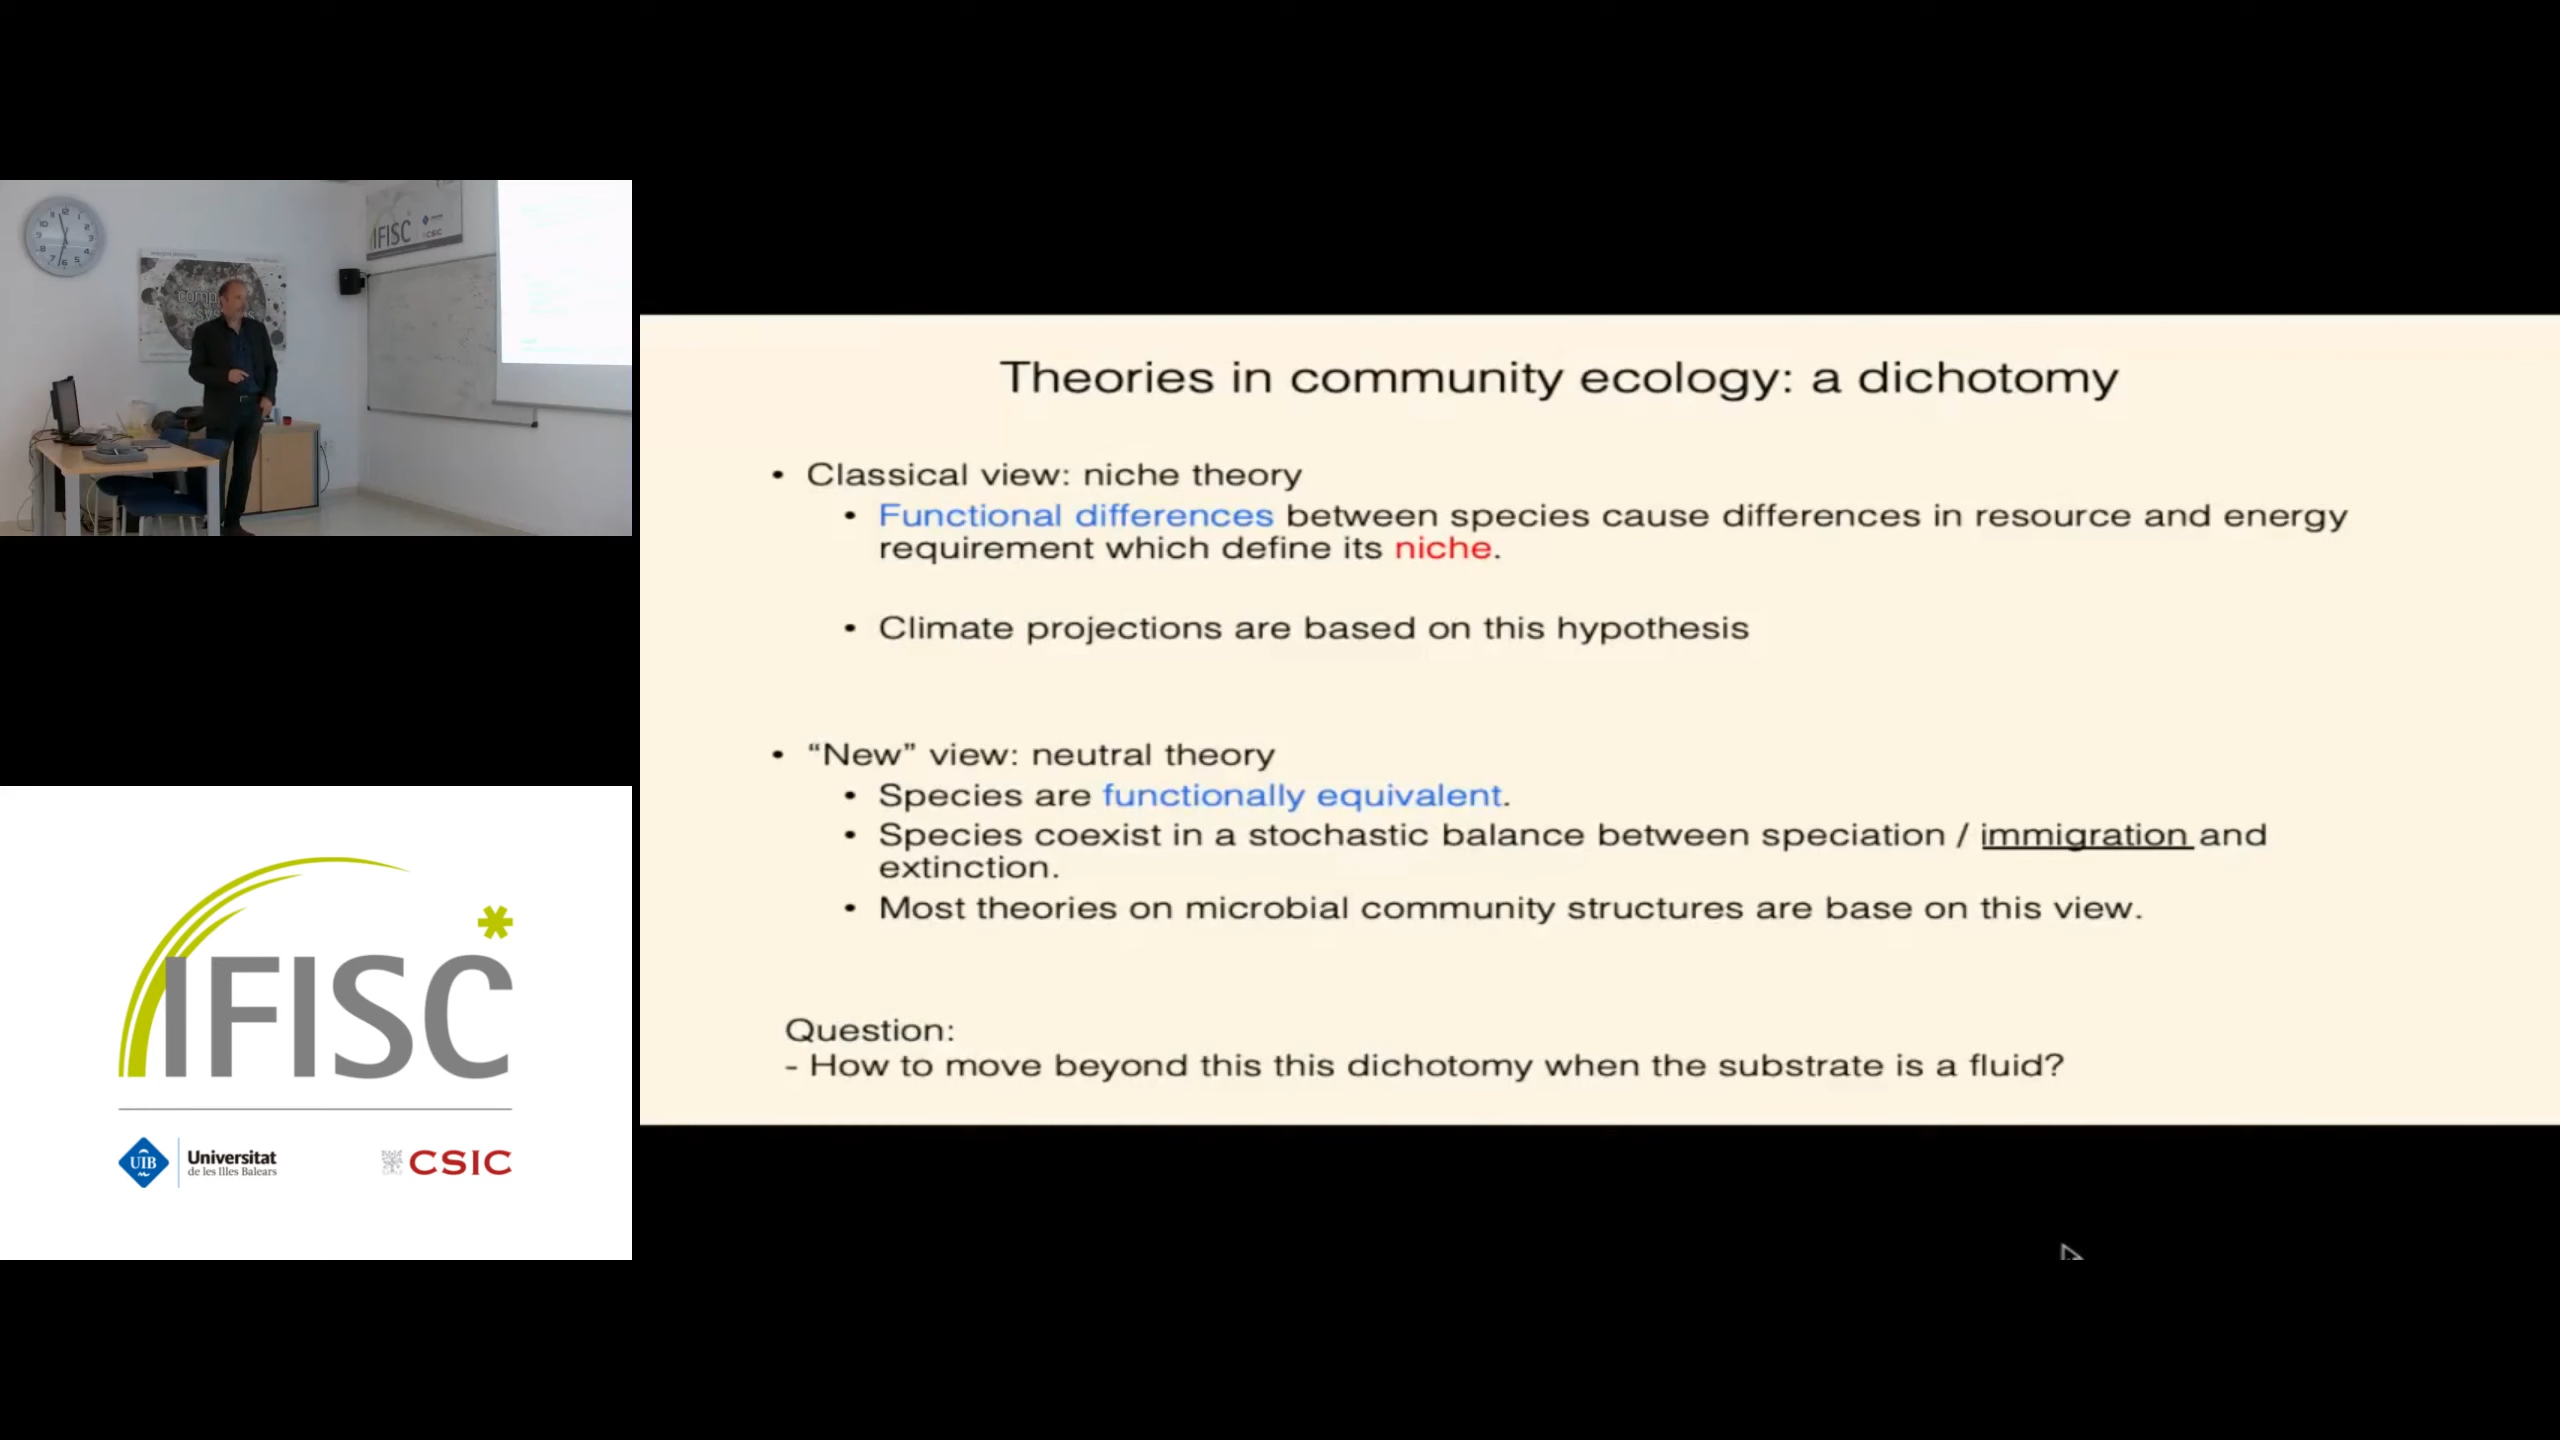 IFISC
CSIC
comp
Theories in community ecology: a dichotomy
• Classical view: niche theory
• Functional differences between species cause differences in resource and energy
requirement which define its niche.
• Climate projections are based on this hypothesis
• “New” view: neutral theory
• Species are functionally equivalent.
• Species coexist in a stochastic balance between speciation / immigration and
extinction.
• Most theories on microbial community structures are base on this view.
Question:
- How to move beyond this this dichotomy when the substrate is a fluid?
IFISC
UIB
Universitat
de les Illes Balears
CSIC